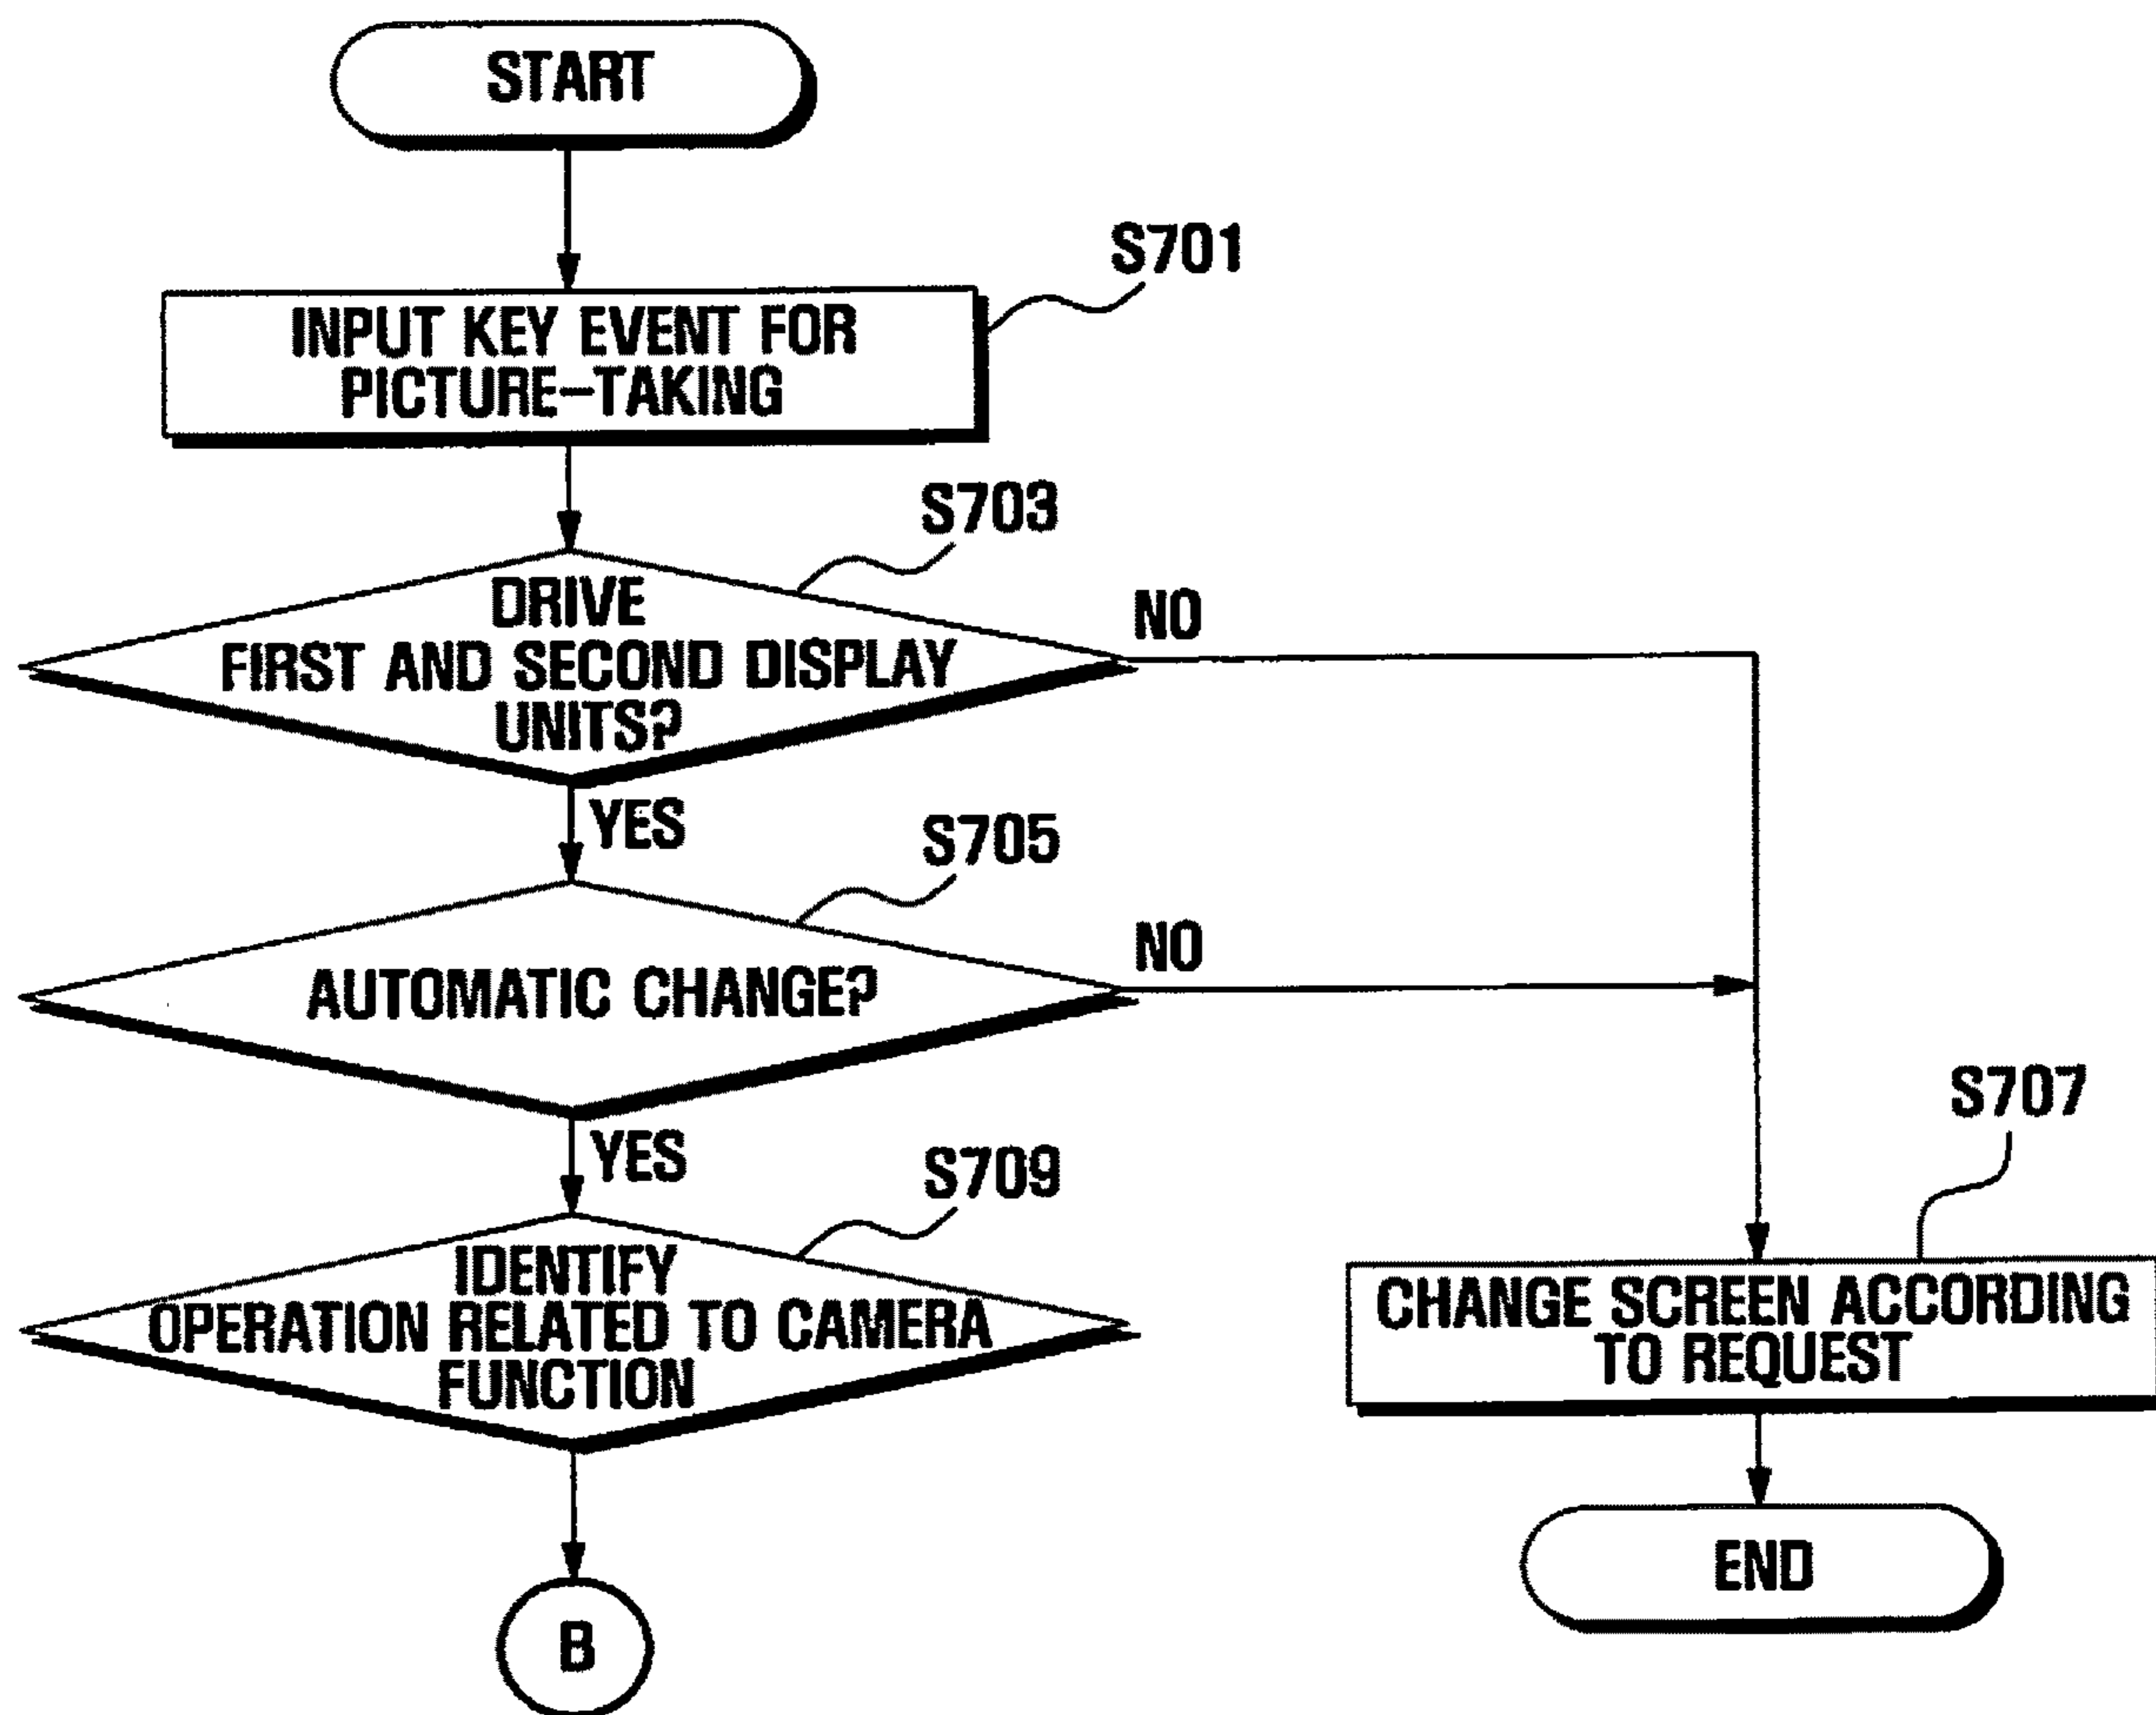 START
S701
INPUT KEY EVENT FOR
PICTURE-TAKING
S703
DRIVE
FIRST AND SECOND DISPLAY
UNITS?
NO
YES
S705
AUTOMATIC CHANGE?
NO
YES
S709
IDENTIFY
OPERATION RELATED TO CAMERA
FUNCTION
B
S707
CHANGE SCREEN ACCORDING
TO REQUEST
END